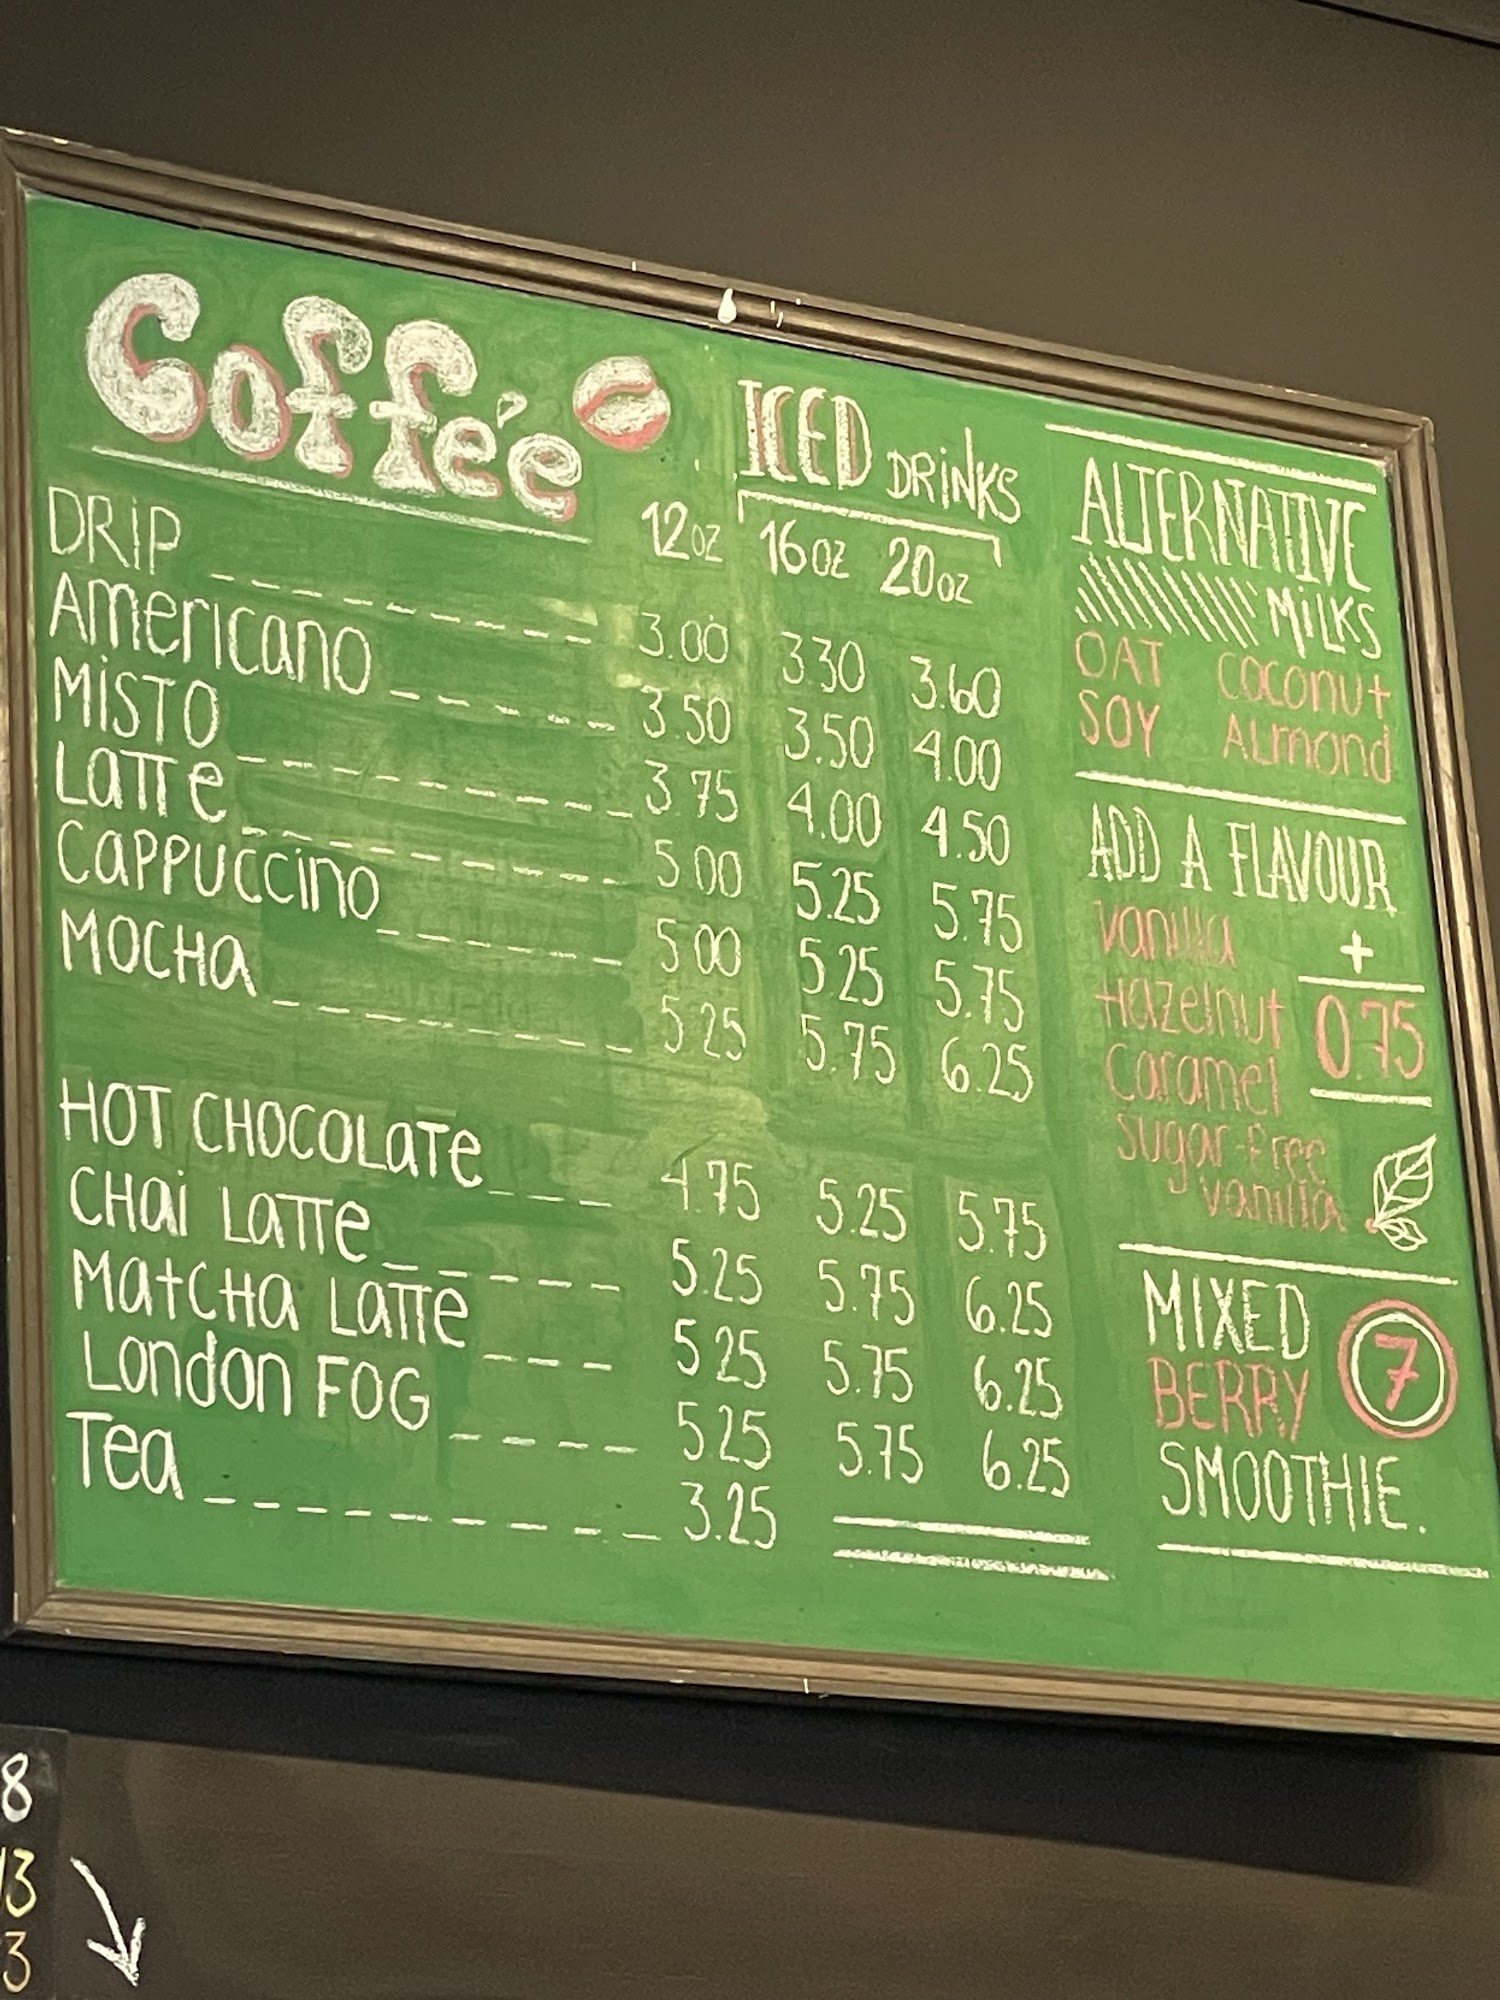 Coffée
ICED DRINKS
12oz 16oz 20oz
DRIP 3.00 3.30 3.60
Americano 3.50 3.50 4.00
MISTO 3.75 4.00 4.50
Latte 5.00 5.25 5.75
Cappuccino 5.00 5.25 5.75
MOCHA 5.25 5.75 6.25
HOT CHOCOLATE 4.75 5.25 5.75
CHai LATTe 5.25 5.75 6.25
MatCHa LATTe 5.25 5.75 6.25
London FOG 5.25 5.75 6.25
Tea 3.25
ALTERNATIVE
MiLKS
OAT coconut
SOY ALmond
ADD A FLAVOUR
vanilla +
Hazelnut 0.75
caramel
sugar-Free
vanilla
MIXED
BERRY 7
SMOOTHIE.
8
13
3